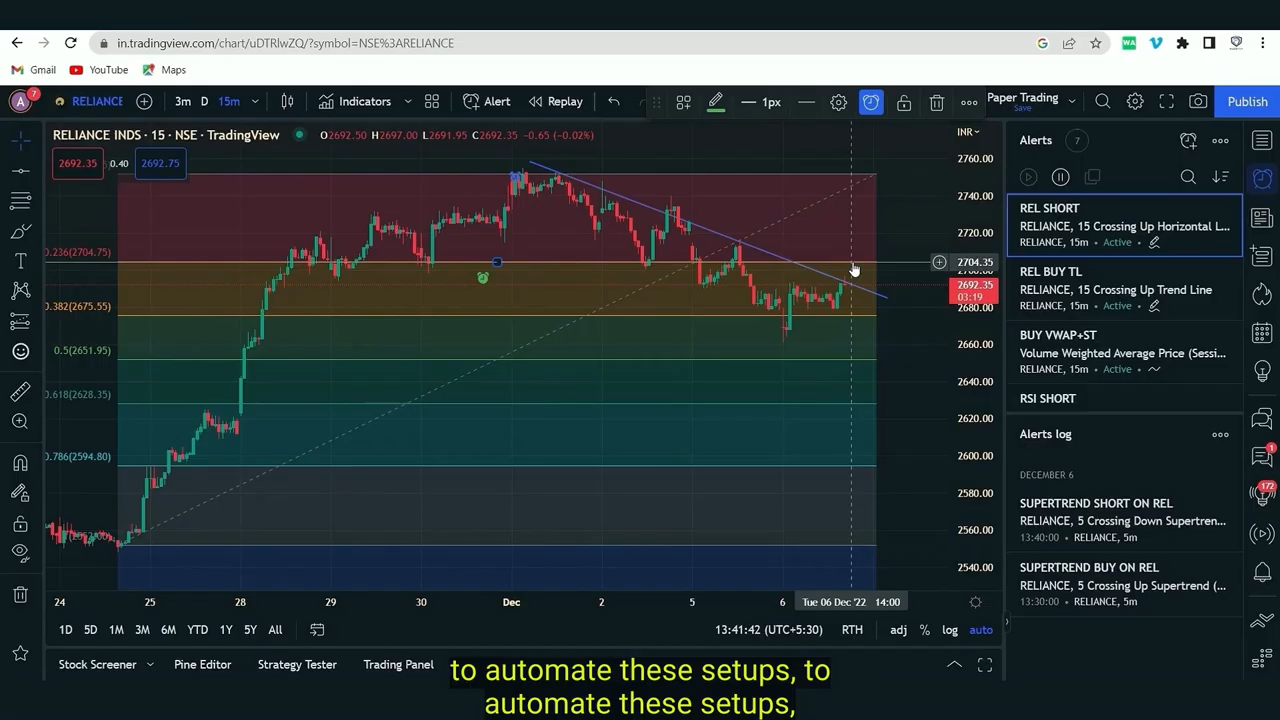 in.tradingview.com/chart/uDTRlwZQ/?symbol=NSE%3ARELIANCE
Gmail YouTube Maps
A 7 RELIANCE 3m D 15m Indicators Alert Replay 1px Paper Trading Save Publish
RELIANCE INDS · 15 · NSE · TradingView O2692.50 H2697.00 L2691.95 C2692.35 -0.65 (-0.02%) INR
2692.35 0.40 2692.75
2760.00
2740.00
2720.00
0.236(2704.75) 2704.35
2692.35
03:19
0.382(2675.55) 2680.00
0.5(2651.95) 2660.00
2640.00
0.618(2628.35) 2620.00
0.786(2594.80) 2600.00
2580.00
2560.00
2540.00
24 25 28 29 30 Dec 2 5 6 Tue 06 Dec '22 14:00
1D 5D 1M 3M 6M YTD 1Y 5Y All 13:41:42 (UTC+5:30) RTH adj % log auto
Stock Screener Pine Editor Strategy Tester Trading Panel
Alerts 7
REL SHORT
RELIANCE, 15 Crossing Up Horizontal L...
RELIANCE, 15m • Active •
REL BUY TL
RELIANCE, 15 Crossing Up Trend Line
RELIANCE, 15m • Active •
BUY VWAP+ST
Volume Weighted Average Price (Sessi...
RELIANCE, 15m • Active •
RSI SHORT
Alerts log
DECEMBER 6
SUPERTREND SHORT ON REL
RELIANCE, 5 Crossing Down Supertren...
13:40:00 • RELIANCE, 5m
SUPERTREND BUY ON REL
RELIANCE, 5 Crossing Up Supertrend (...
13:30:00 • RELIANCE, 5m
1
172
to automate these setups, to
automate these setups,